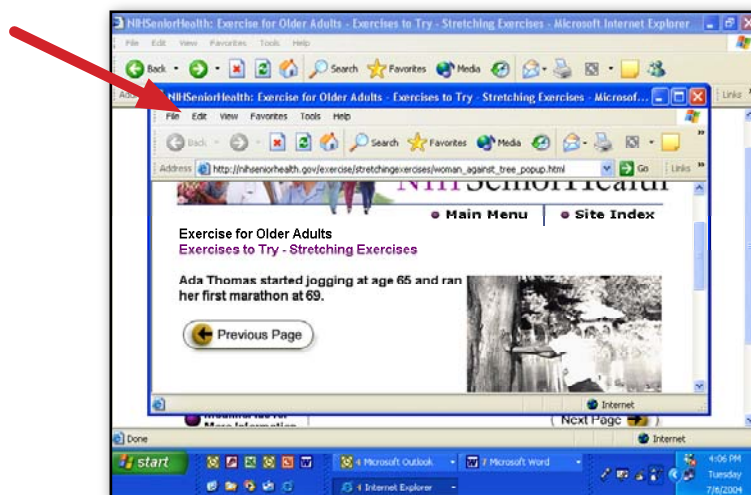 NIHSeniorHealth: Exercise for Older Adults - Exercises to Try - Stretching Exercises - Microsoft Internet Explorer
File Edit View Favorites Tools Help
Back Search Favorites Media
Links
NIHSeniorHealth: Exercise for Older Adults - Exercises to Try - Stretching Exercises - Microsof...
File Edit View Favorites Tools Help
Back Search Favorites Media
Address http://nihseniorhealth.gov/exercise/stretchingexercises/woman_against_tree_popup.html Go Links
NIHSeniorHealth
Main Menu Site Index
Exercise for Older Adults
Exercises to Try - Stretching Exercises
Ada Thomas started jogging at age 65 and ran
her first marathon at 69.
Previous Page
Internet
More Information Next Page
Done Internet
start 4 Microsoft Outlook 7 Microsoft Word 4:06 PM
4 Internet Explorer Tuesday
7/6/2004